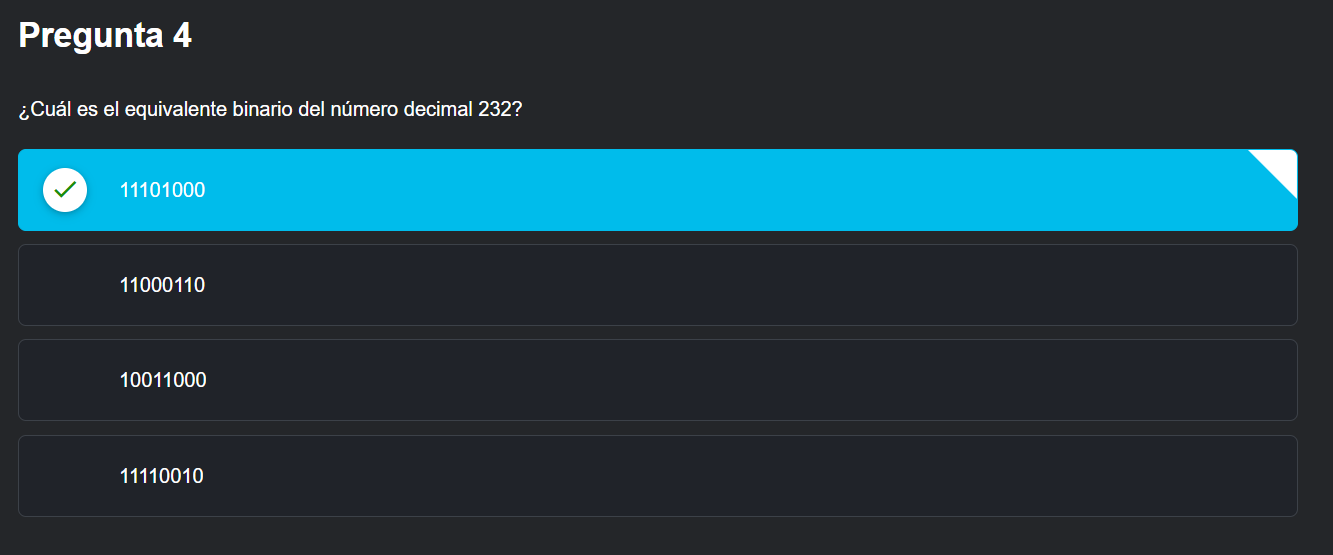 Pregunta 4
¿Cuál es el equivalente binario del número decimal 232?
11101000
11000110
10011000
11110010